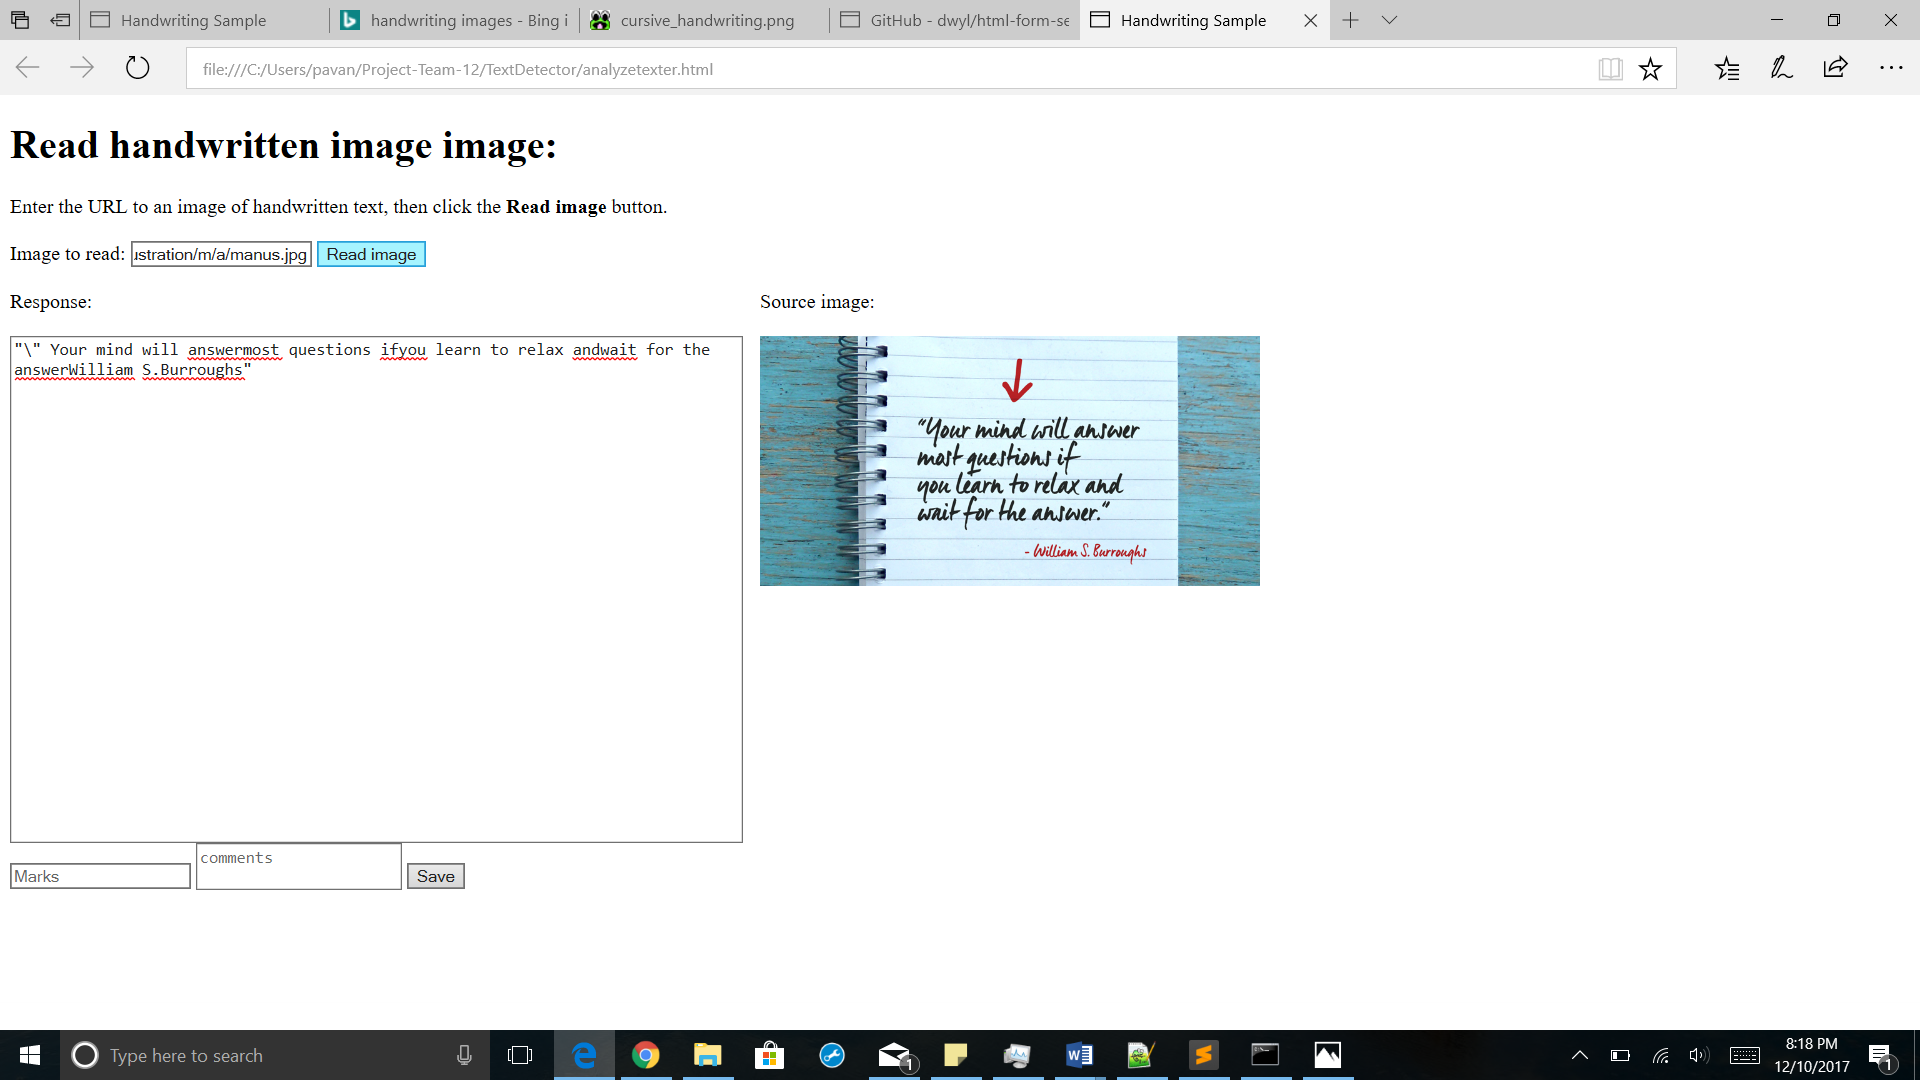 Handwriting Sample
handwriting images - Bing i
cursive_handwriting.png
GitHub - dwyl/html-form-se
Handwriting Sample
file:///C:/Users/pavan/Project-Team-12/TextDetector/analyzetexter.html
Read handwritten image image:
Enter the URL to an image of handwritten text, then click the Read image button.
Image to read: ustration/m/a/manus.jpg Read image
Response:
Source image:
"\" Your mind will answermost questions ifyou learn to relax andwait for the
answerWilliam S.Burroughs"
"Your mind will answer
most questions if
you learn to relax and
wait for the answer."
- William S. Burroughs
Marks
comments
Save
Type here to search
1
8:18 PM
12/10/2017
1